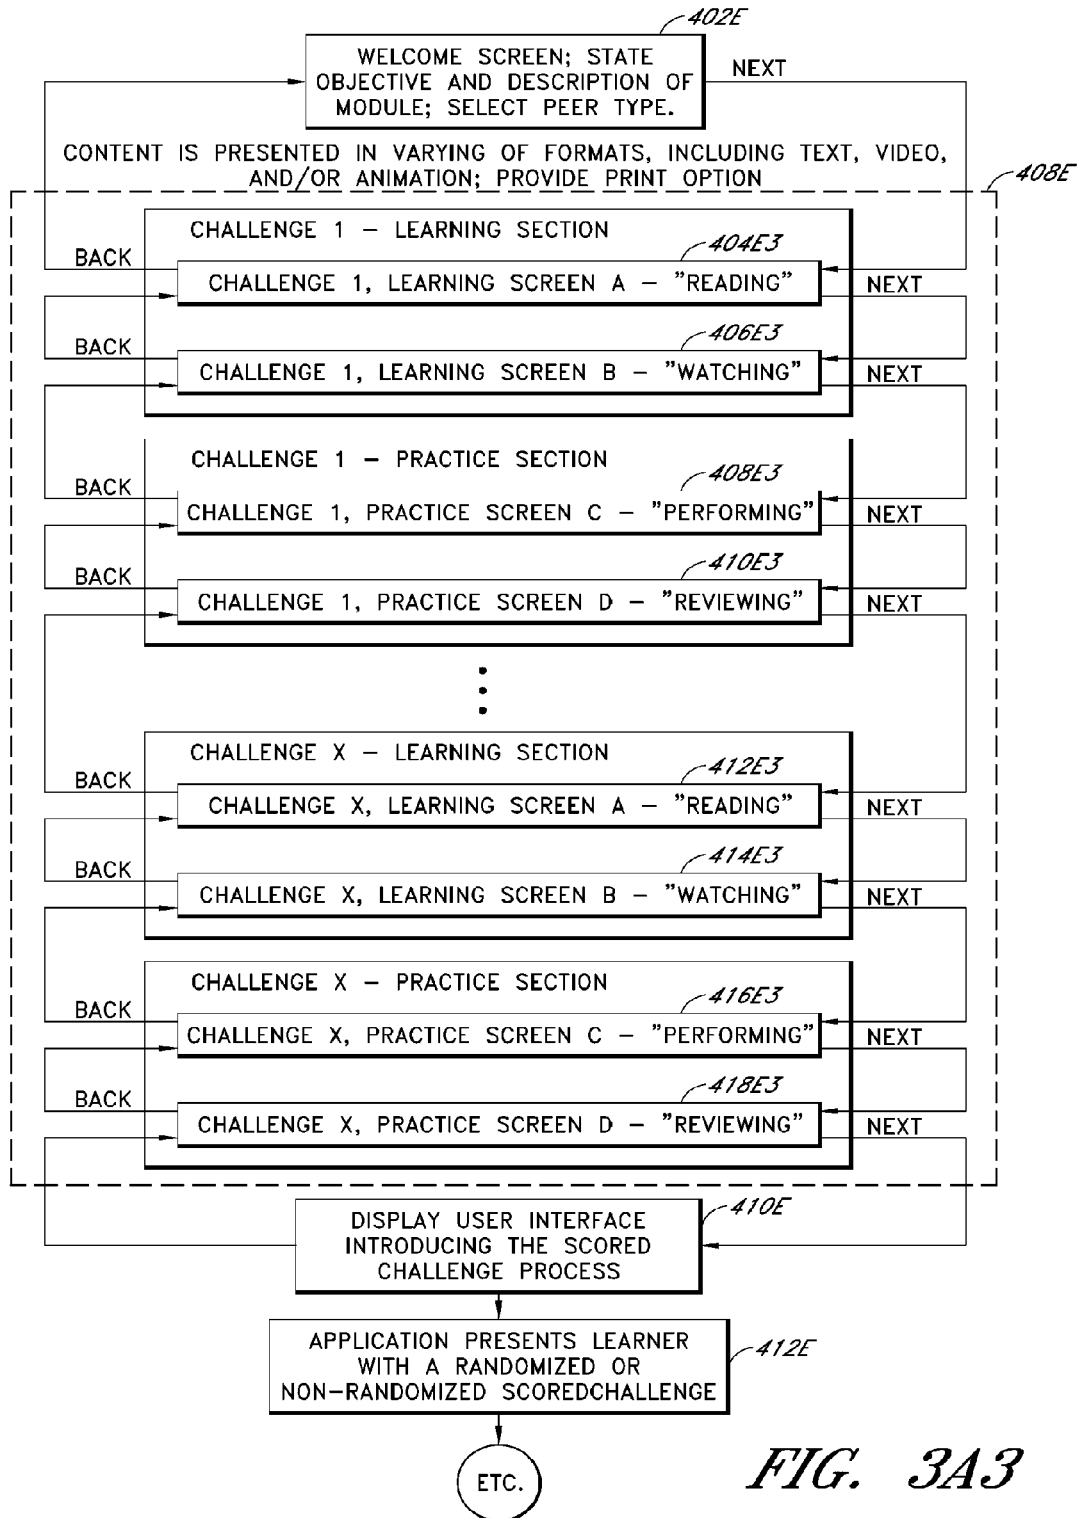 402E
WELCOME SCREEN; STATE
OBJECTIVE AND DESCRIPTION OF
MODULE; SELECT PEER TYPE.
NEXT
CONTENT IS PRESENTED IN VARYING OF FORMATS, INCLUDING TEXT, VIDEO,
AND/OR ANIMATION; PROVIDE PRINT OPTION
408E
CHALLENGE 1 – LEARNING SECTION
404E3
BACK
CHALLENGE 1, LEARNING SCREEN A – "READING"
NEXT
406E3
BACK
CHALLENGE 1, LEARNING SCREEN B – "WATCHING"
NEXT
CHALLENGE 1 – PRACTICE SECTION
408E3
BACK
CHALLENGE 1, PRACTICE SCREEN C – "PERFORMING"
NEXT
410E3
BACK
CHALLENGE 1, PRACTICE SCREEN D – "REVIEWING"
NEXT
CHALLENGE X – LEARNING SECTION
412E3
BACK
CHALLENGE X, LEARNING SCREEN A – "READING"
NEXT
414E3
BACK
CHALLENGE X, LEARNING SCREEN B – "WATCHING"
NEXT
CHALLENGE X – PRACTICE SECTION
416E3
BACK
CHALLENGE X, PRACTICE SCREEN C – "PERFORMING"
NEXT
418E3
BACK
CHALLENGE X, PRACTICE SCREEN D – "REVIEWING"
NEXT
410E
DISPLAY USER INTERFACE
INTRODUCING THE SCORED
CHALLENGE PROCESS
APPLICATION PRESENTS LEARNER
WITH A RANDOMIZED OR
NON-RANDOMIZED SCOREDCHALLENGE
412E
ETC.
FIG. 3A3